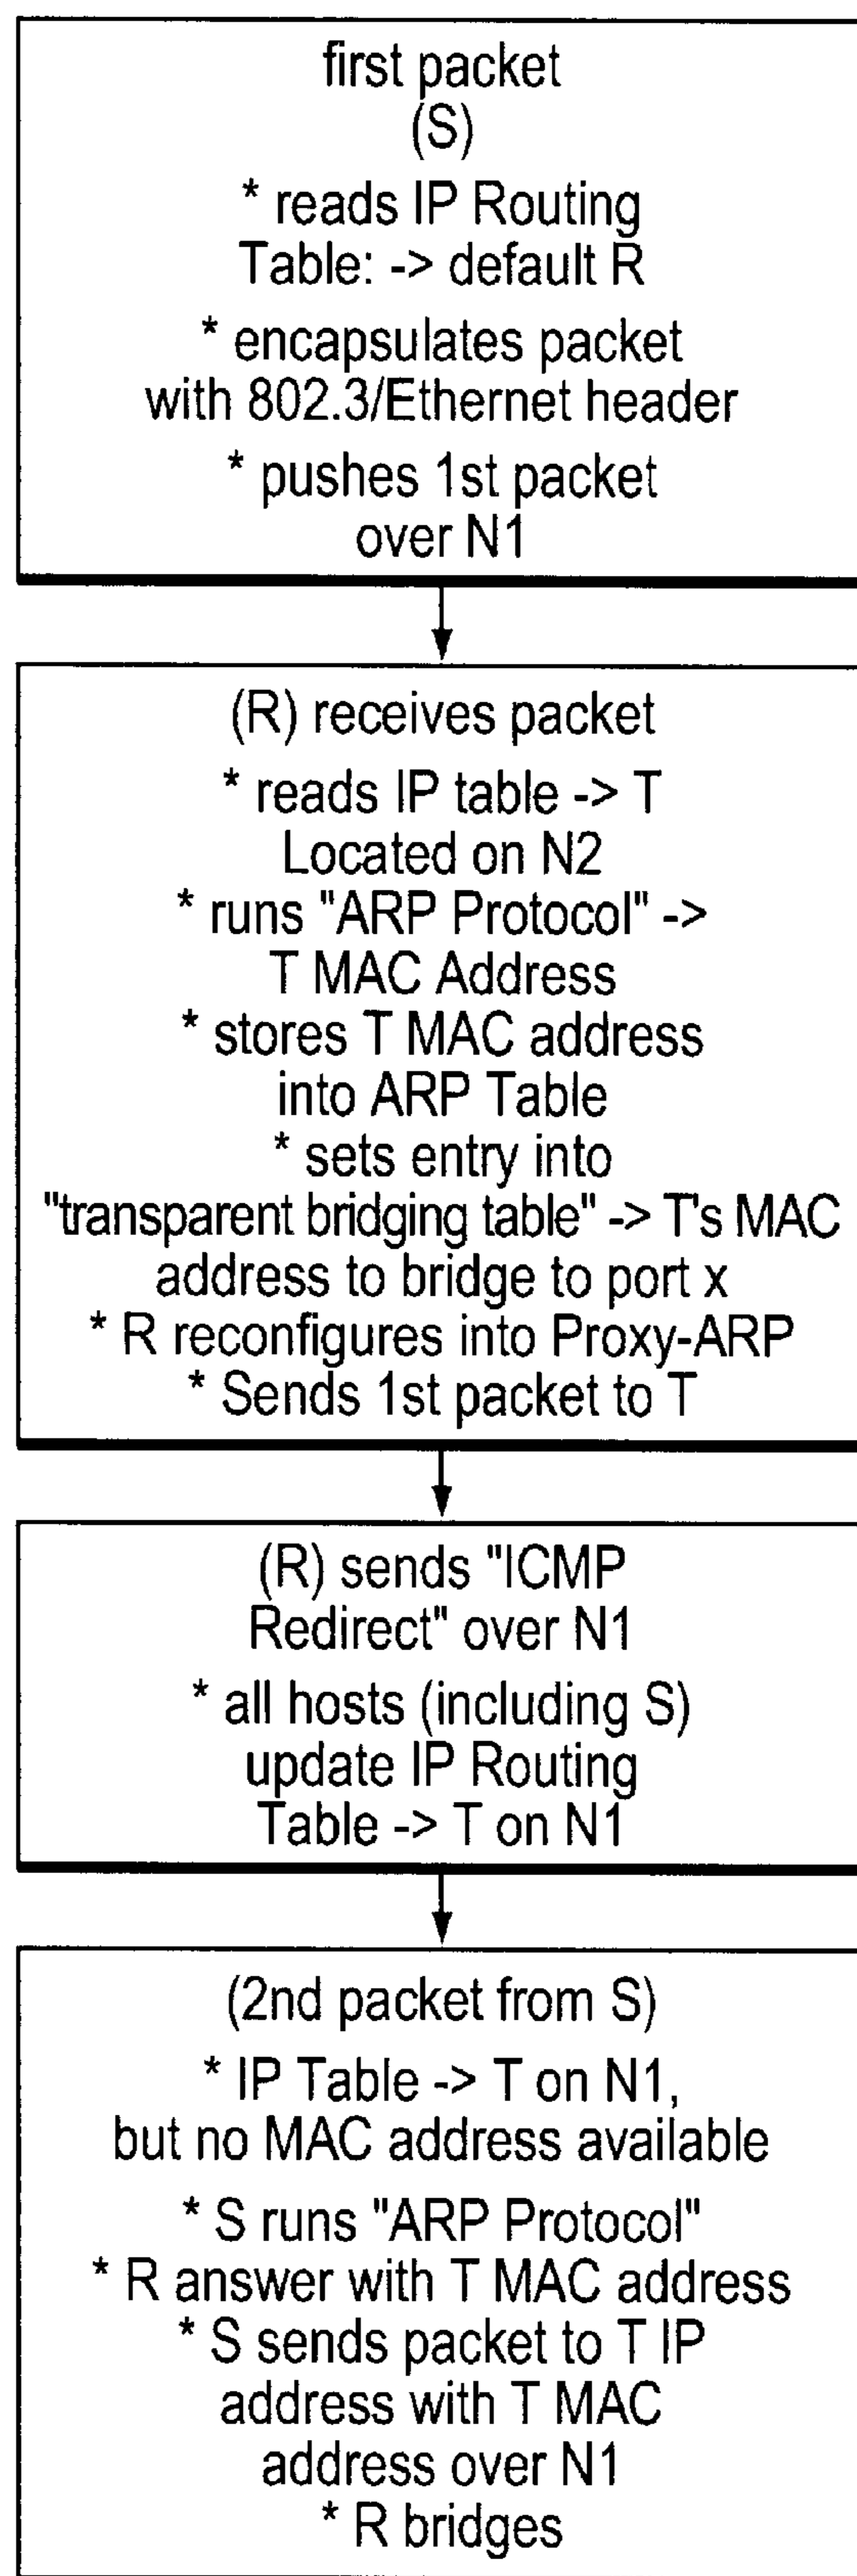 first packet
(S)
* reads IP Routing
Table: -> default R
* encapsulates packet
with 802.3/Ethernet header
* pushes 1st packet
over N1
(R) receives packet
* reads IP table -> T
Located on N2
* runs "ARP Protocol" ->
T MAC Address
* stores T MAC address
into ARP Table
* sets entry into
"transparent bridging table" -> T's MAC
address to bridge to port x
* R reconfigures into Proxy-ARP
* Sends 1st packet to T
(R) sends "ICMP
Redirect" over N1
* all hosts (including S)
update IP Routing
Table -> T on N1
(2nd packet from S)
* IP Table -> T on N1,
but no MAC address available
* S runs "ARP Protocol"
* R answer with T MAC address
* S sends packet to T IP
address with T MAC
address over N1
* R bridges